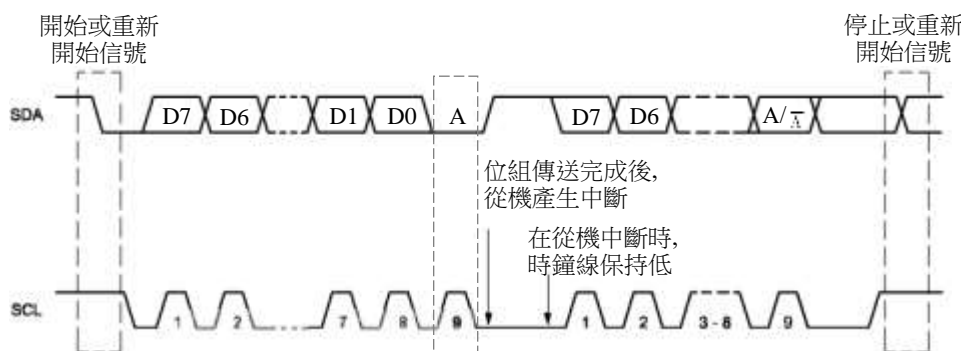 開始或重新
開始信號
停止或重新
開始信號
SDA
D7 D6 D1 D0 A D7 D6 A/A̅
位組傳送完成後,
從機產生中斷
在從機中斷時,
時鐘線保持低
SCL
1 2 7 8 9 1 2 3 - 8 9